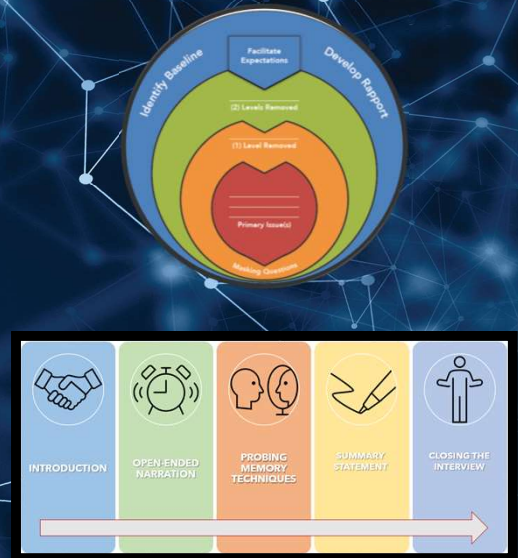 Facilitate
Expectations
Identify Baseline
Develop Rapport
(2) Levels Removed
(1) Level Removed
Primary Issue(s)
Masking Questions
INTRODUCTION
OPEN-ENDED
NARRATION
PROBING
MEMORY
TECHNIQUES
SUMMARY
STATEMENT
CLOSING THE
INTERVIEW